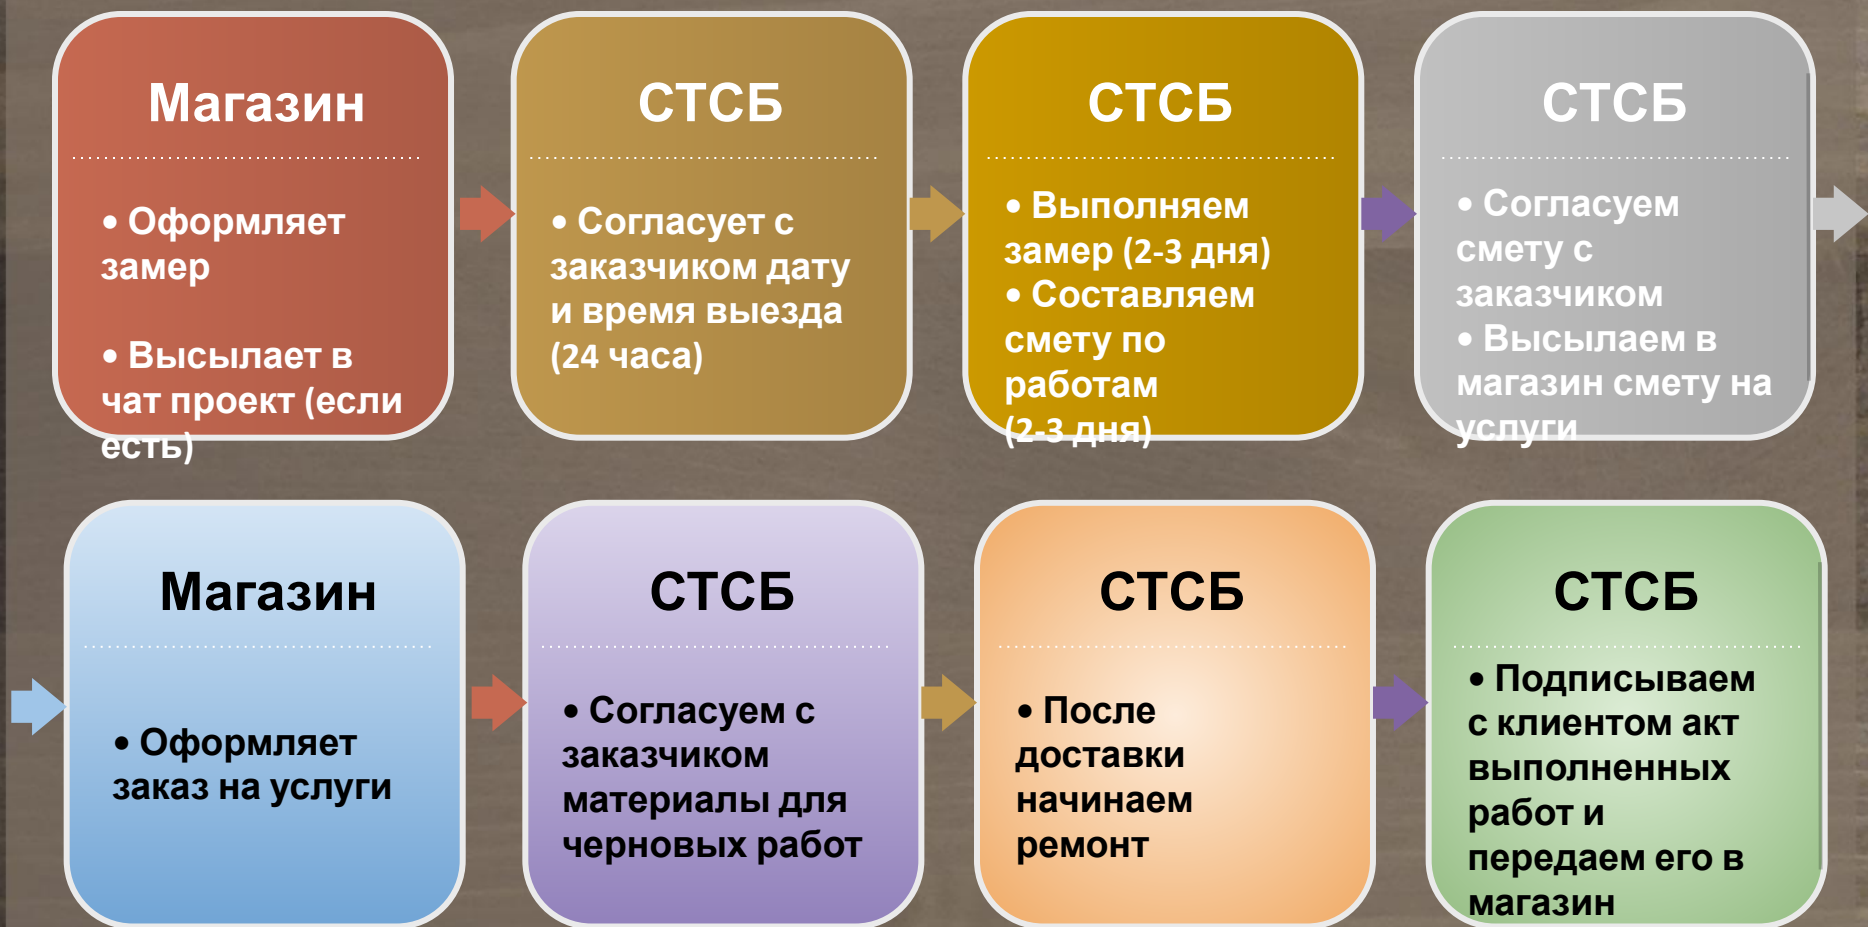 Магазин
• Оформляет
замер
• Высылает в
чат проект (если
есть)
СТСБ
• Согласует с
заказчиком дату
и время выезда
(24 часа)
СТСБ
• Выполняем
замер (2-3 дня)
• Составляем
смету по
работам
(2-3 дня)
СТСБ
• Согласуем
смету с
заказчиком
• Высылаем в
магазин смету на
услуги
Магазин
• Оформляет
заказ на услуги
СТСБ
• Согласуем с
заказчиком
материалы для
черновых работ
СТСБ
• После
доставки
начинаем
ремонт
СТСБ
• Подписываем
с клиентом акт
выполненных
работ и
передаем его в
магазин